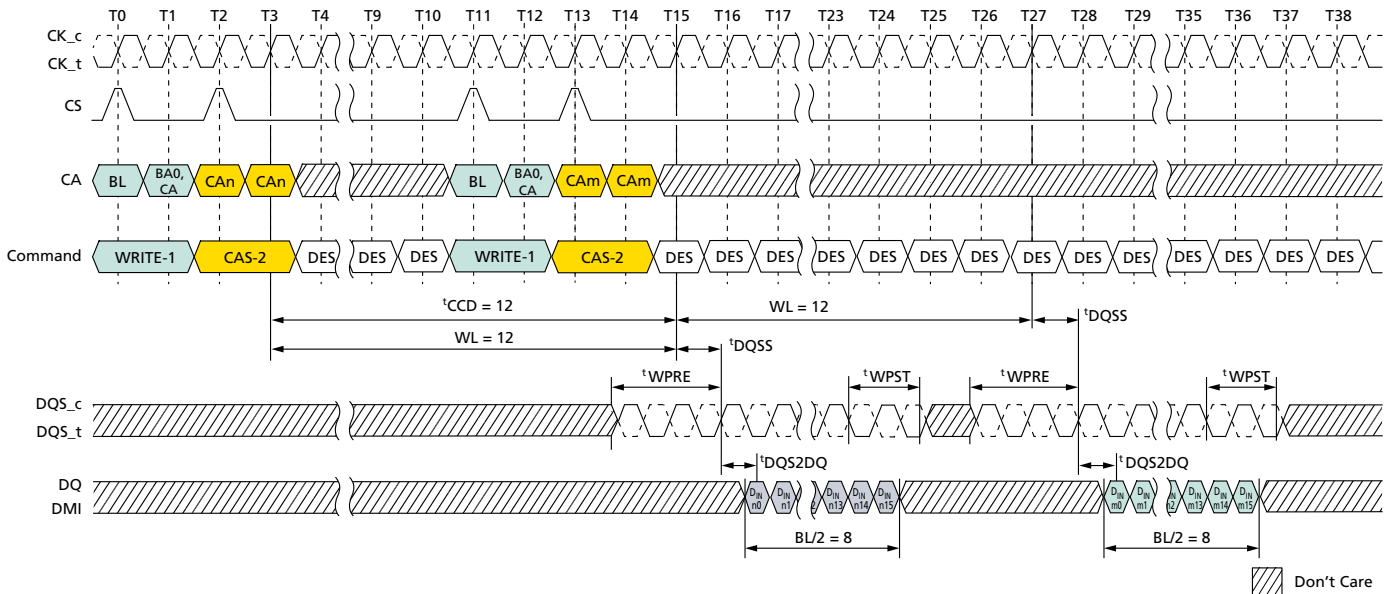 T0 T1 T2 T3 T4 T9 T10 T11 T12 T13 T14 T15 T16 T17 T23 T24 T25 T26 T27 T28 T29 T35 T36 T37 T38
CK_c
CK_t
CS
CA BL BA0, CA CAn CAn BL BA0, CA CAm CAm
Command WRITE-1 CAS-2 DES DES DES WRITE-1 CAS-2 DES DES DES DES DES DES DES DES DES DES DES DES DES DES
tCCD = 12 WL = 12 tDQSS
WL = 12 tDQSS
tWPRE tWPST tWPRE tWPST
DQS_c
DQS_t
tDQS2DQ tDQS2DQ
DQ DIN DIN DIN DIN DIN DIN DIN DIN DIN DIN
DMI n0 n1 n13 n14 n15 m0 m1 m13 m14 m15
BL/2 = 8 BL/2 = 8
Don't Care